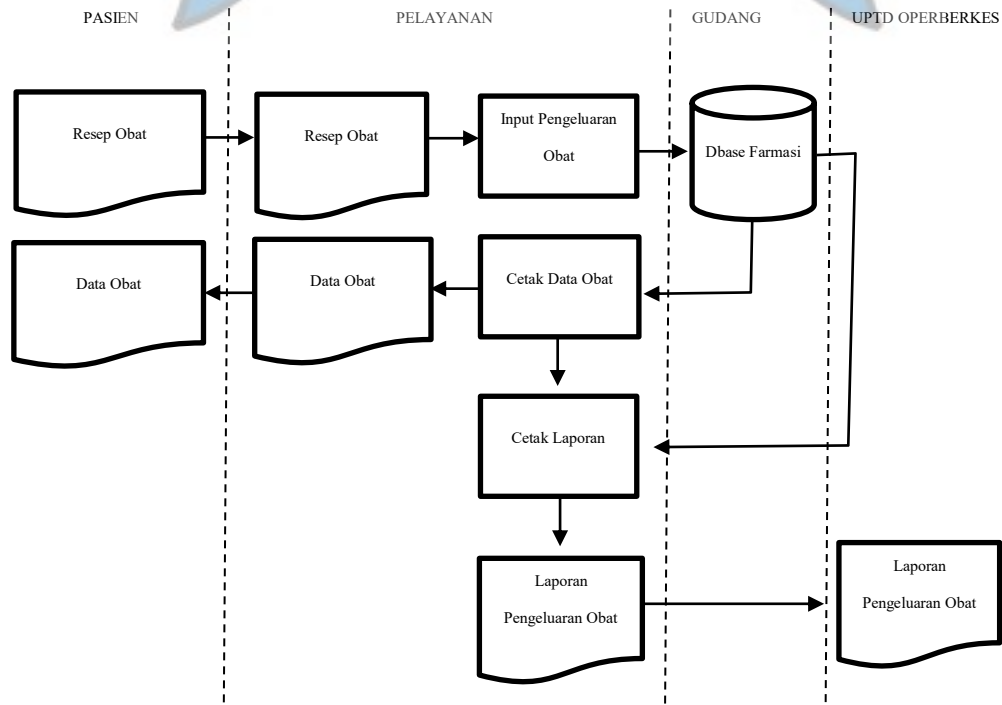 PASIEN
PELAYANAN
GUDANG
UPTD OPERBERKES
Resep Obat
Resep Obat
Input Pengeluaran
Obat
Dbase Farmasi
Data Obat
Data Obat
Cetak Data Obat
Cetak Laporan
Laporan
Pengeluaran Obat
Laporan
Pengeluaran Obat